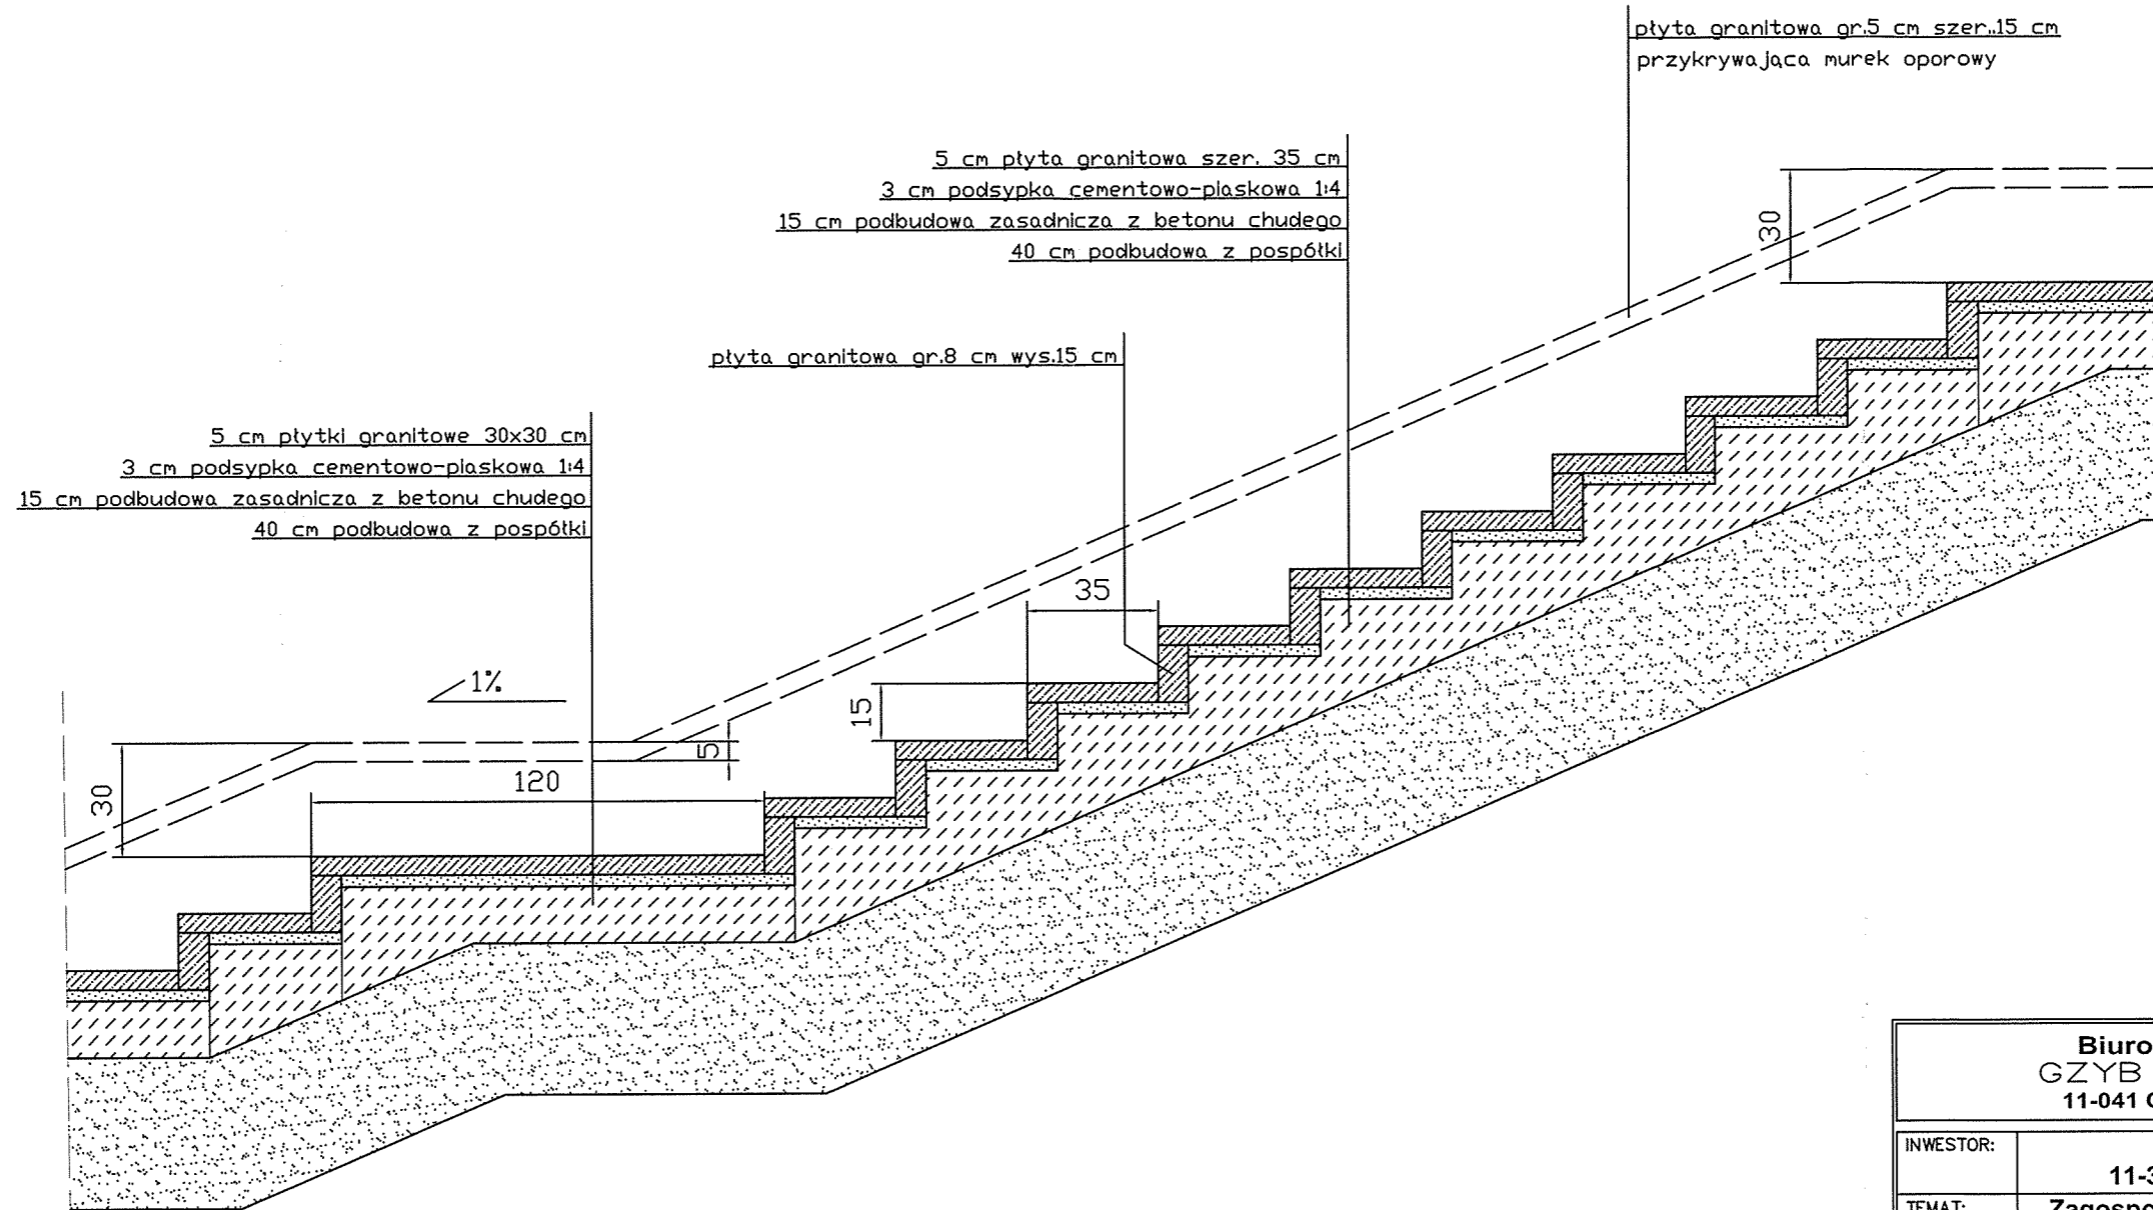 płyta granitowa gr.5 cm szer..15 cm
przykrywająca murek oporowy
5 cm płyta granitowa szer. 35 cm
3 cm podsypka cementowo-piaskowa 1:4
15 cm podbudowa zasadnicza z betonu chudego
40 cm podbudowa z pospółki
30
płyta granitowa gr.8 cm wys.15 cm
5 cm płytki granitowe 30x30 cm
3 cm podsypka cementowo-piaskowa 1:4
15 cm podbudowa zasadnicza z betonu chudego
40 cm podbudowa z pospółki
35
1%
15
5
120
30
Biuro
GZYB
11-041
INWESTOR:
11-3
TEMAT:
Zagospo